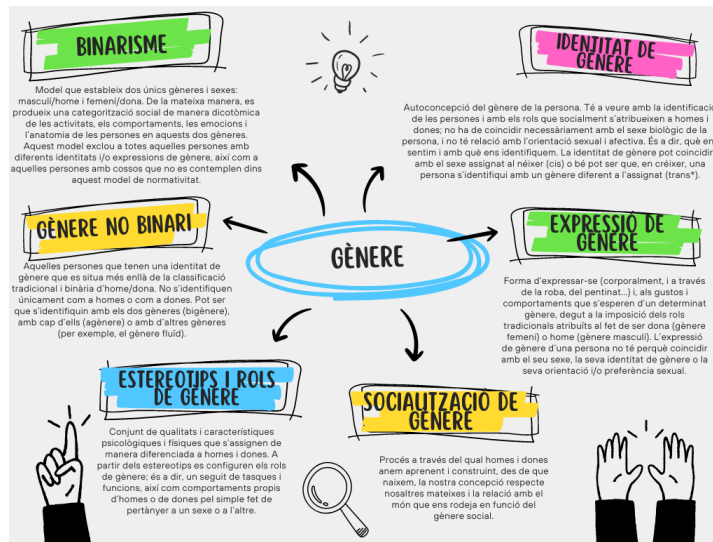 BINARISME
Model que estableix dos únics gèneres i sexes:
masculí/home i femení/dona. De la mateixa manera, es
produeix una categorització social de manera dicotòmica
de les activitats, els comportaments, les emocions i
l'anatomia de les persones en aquests dos gèneres.
Aquest model exclou a totes aquelles persones amb
diferents identitats i/o expressions de gènere, així com a
aquelles persones amb cossos que no es contemplen dins
aquest model de normativitat.
IDENTITAT DE
GÈNERE
Autoconcepció del gènere de la persona. Té a veure amb la identificació
de les persones i amb els rols que socialment s'atribueixen a homes i
dones; no ha de coincidir necessàriament amb el sexe biològic de la
persona, i no té relació amb l'orientació sexual i afectiva. És a dir, què en
sentim i amb què ens identifiquem. La identitat de gènere pot coincidir
amb el sexe assignat al néixer (cis) o bé pot ser que, en créixer, una
persona s'identifiqui amb un gènere diferent a l'assignat (trans*).
GÈNERE NO BINARI
Aquelles persones que tenen una identitat de
gènere que es situa més enllà de la classificació
tradicional i binària d'home/dona. No s'identifiquen
únicament com a homes o com a dones. Pot ser
que s'identifiquin amb els dos gèneres (bigènere),
amb cap d'ells (agènere) o amb d'altres gèneres
(per exemple, el gènere fluïd).
GÈNERE
EXPRESSIÓ DE
GÈNERE
Forma d'expressar-se (corporalment, i a través
de la roba, del pentinat...) i, als gustos i
comportaments que s'esperen d'un determinat
gènere, degut a la imposició dels rols
tradicionals atribuïts al fet de ser dona (gènere
femení) o home (gènere masculí). L'expressió
de gènere d'una persona no té perquè coincidir
amb el seu sexe, la seva identitat de gènere o la
seva orientació i/o preferència sexual.
ESTEREOTIPS I ROLS
DE GÈNERE
Conjunt de qualitats i característiques
psicològiques i físiques que s'assignen de
manera diferenciada a homes i dones. A
partir dels estereotips es configuren els rols
de gènere; és a dir, un seguit de tasques i
funcions, així com comportaments propis
d'homes o de dones pel simple fet de
pertànyer a un sexe o a l'altre.
SOCIALITZACIÓ DE
GÈNERE
Procés a través del qual homes i dones
anem aprenent i construint, des de que
naixem, la nostra concepció respecte
nosaltres mateixes i la relació amb el
món que ens rodeja en funció del
gènere social.